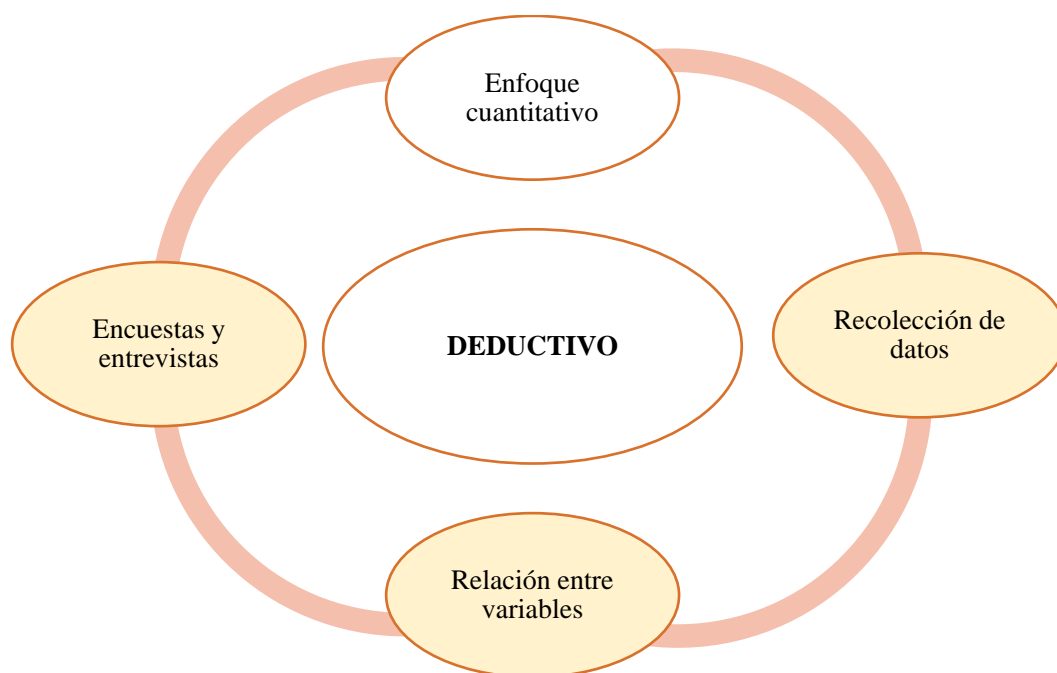 Enfoque
cuantitativo
Encuestas y
entrevistas
DEDUCTIVO
Recolección de
datos
Relación entre
variables